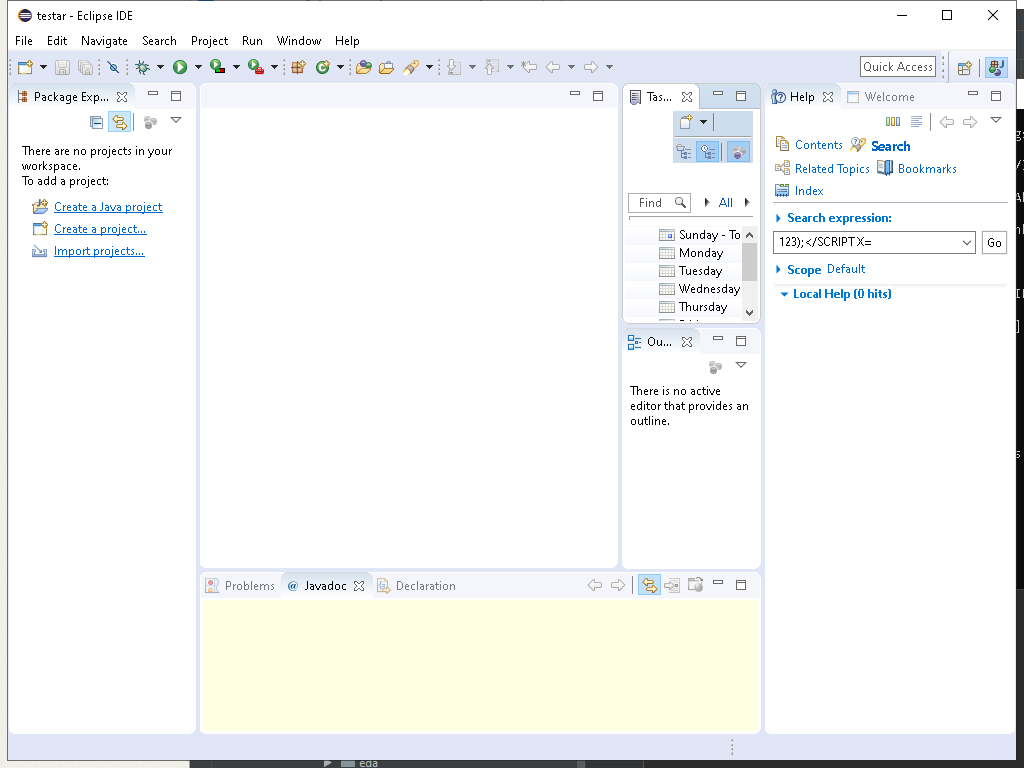 testar - Eclipse IDE
File Edit Navigate Search Project Run Window Help
Quick Access
Package Exp...
There are no projects in your
workspace.
To add a project:
Create a Java project
Create a project...
Import projects...
Tas...
Find
All
Sunday - To
Monday
Tuesday
Wednesday
Thursday
Ou...
There is no active
editor that provides an
outline.
Help Welcome
Contents Search
Related Topics Bookmarks
Index
Search expression:
123);</SCRIPT X=
Go
Scope Default
Local Help (0 hits)
Problems @ Javadoc Declaration
eda